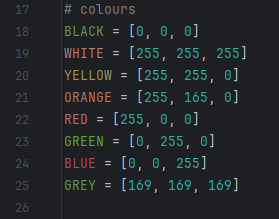 17 # colours
18 BLACK = [0, 0, 0]
19 WHITE = [255, 255, 255]
20 YELLOW = [255, 255, 0]
21 ORANGE = [255, 165, 0]
22 RED = [255, 0, 0]
23 GREEN = [0, 255, 0]
24 BLUE = [0, 0, 255]
25 GREY = [169, 169, 169]
26